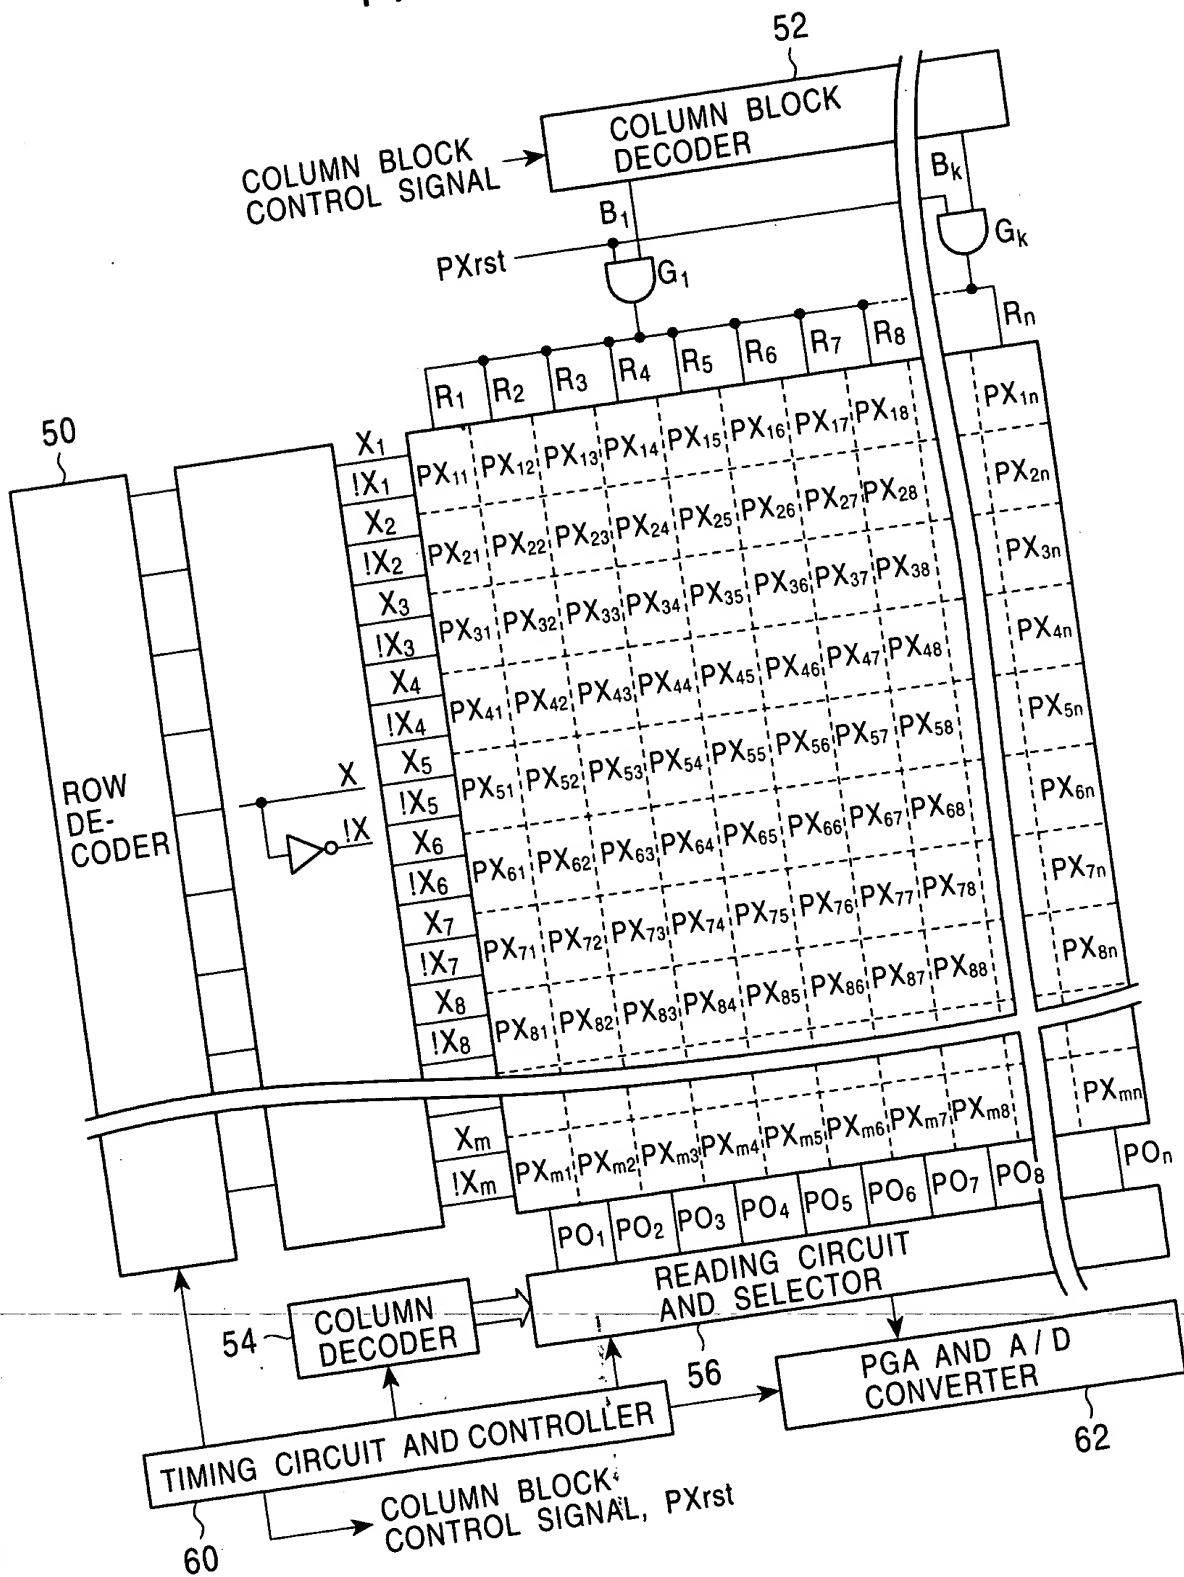 52
COLUMN BLOCK
DECODER
COLUMN BLOCK
CONTROL SIGNAL
B1
Bk
PXrst
G1
Gk
R1 R2 R3 R4 R5 R6 R7 R8 Rn
50
ROW
DE-
CODER
X
!X
X1
!X1
X2
!X2
X3
!X3
X4
!X4
X5
!X5
X6
!X6
X7
!X7
X8
!X8
Xm
!Xm
PX11 PX12 PX13 PX14 PX15 PX16 PX17 PX18 PX1n
PX21 PX22 PX23 PX24 PX25 PX26 PX27 PX28 PX2n
PX31 PX32 PX33 PX34 PX35 PX36 PX37 PX38 PX3n
PX41 PX42 PX43 PX44 PX45 PX46 PX47 PX48 PX4n
PX51 PX52 PX53 PX54 PX55 PX56 PX57 PX58 PX5n
PX61 PX62 PX63 PX64 PX65 PX66 PX67 PX68 PX6n
PX71 PX72 PX73 PX74 PX75 PX76 PX77 PX78 PX7n
PX81 PX82 PX83 PX84 PX85 PX86 PX87 PX88 PX8n
PXm1 PXm2 PXm3 PXm4 PXm5 PXm6 PXm7 PXm8 PXmn
PO1 PO2 PO3 PO4 PO5 PO6 PO7 PO8 POn
READING CIRCUIT
AND SELECTOR
56
54
COLUMN
DECODER
PGA AND A/D
CONVERTER
62
TIMING CIRCUIT AND CONTROLLER
60
COLUMN BLOCK
CONTROL SIGNAL, PXrst